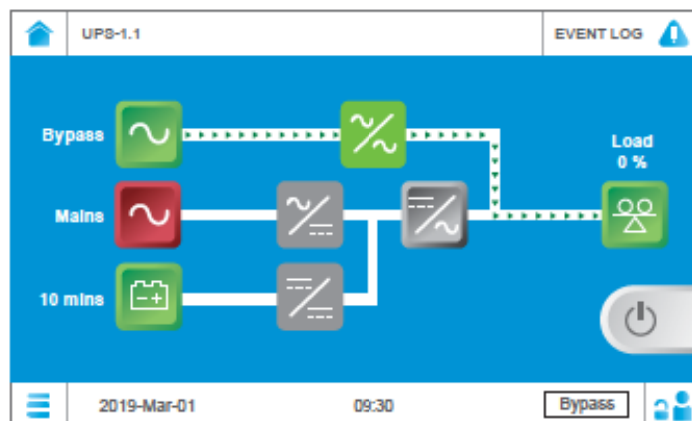 UPS-1.1
EVENT LOG
Bypass
Load
0 %
Mains
10 mins
2019-Mar-01
09:30
Bypass